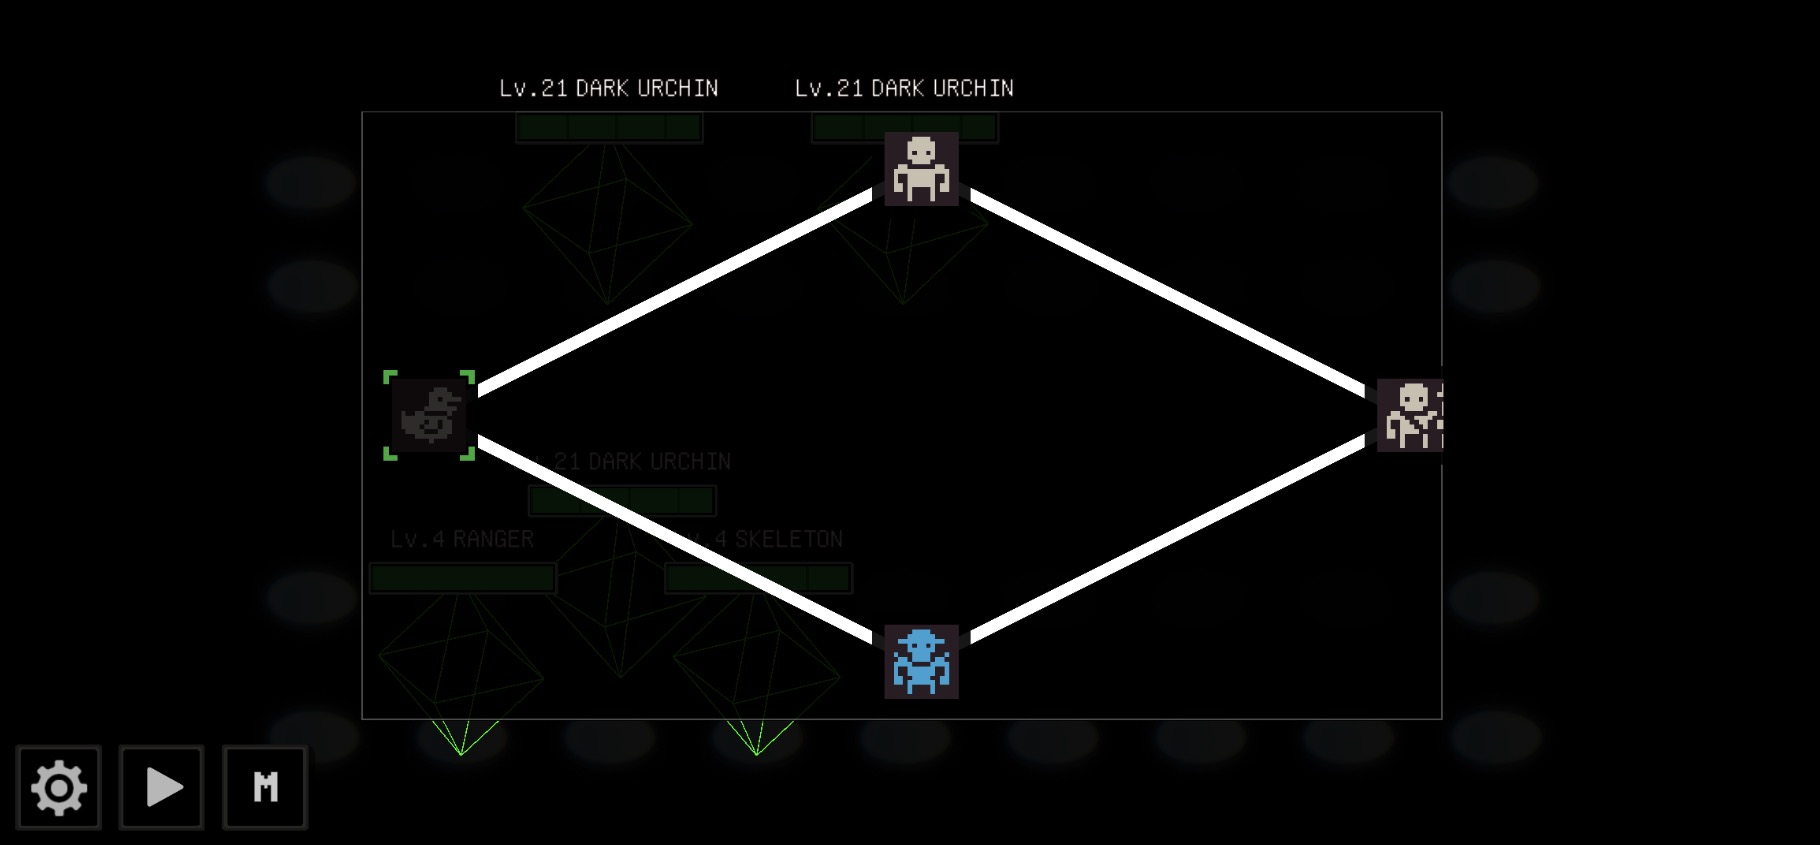 Lv.21 DARK URCHIN Lv.21 DARK URCHIN
21 DARK URCHIN
Lv.4 RANGER .4 SKELETON
M